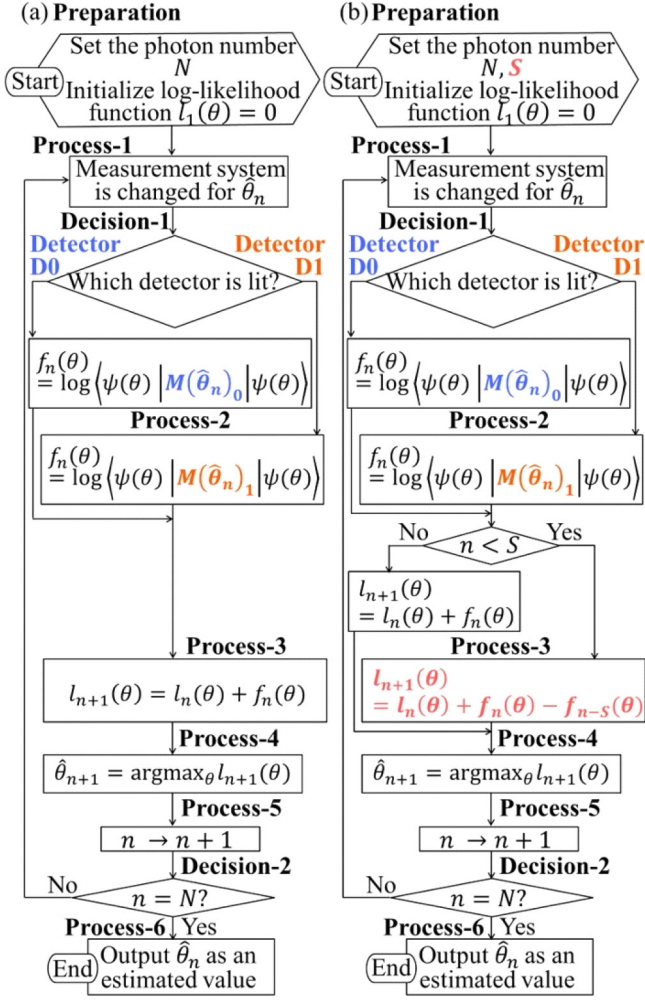 (a) Preparation
Set the photon number
N
Start
Initialize log-likelihood
function l₁(θ) = 0
Process-1
Measurement system
is changed for θ̂ₙ
Decision-1
Detector
D0
Detector
D1
Which detector is lit?
fₙ(θ)
= log⟨ψ(θ) |M(θ̂ₙ)₀|ψ(θ)⟩
Process-2
fₙ(θ)
= log⟨ψ(θ) |M(θ̂ₙ)₁|ψ(θ)⟩
Process-3
lₙ₊₁(θ) = lₙ(θ) + fₙ(θ)
Process-4
θ̂ₙ₊₁ = argmax_θ lₙ₊₁(θ)
Process-5
n → n + 1
Decision-2
No
n = N?
Process-6
Yes
End
Output θ̂ₙ as an
estimated value
(b) Preparation
Set the photon number
N, S
Start
Initialize log-likelihood
function l₁(θ) = 0
Process-1
Measurement system
is changed for θ̂ₙ
Decision-1
Detector
D0
Detector
D1
Which detector is lit?
fₙ(θ)
= log⟨ψ(θ) |M(θ̂ₙ)₀|ψ(θ)⟩
Process-2
fₙ(θ)
= log⟨ψ(θ) |M(θ̂ₙ)₁|ψ(θ)⟩
No
n < S
Yes
lₙ₊₁(θ)
= lₙ(θ) + fₙ(θ)
Process-3
lₙ₊₁(θ)
= lₙ(θ) + fₙ(θ) − fₙ₋S(θ)
Process-4
θ̂ₙ₊₁ = argmax_θ lₙ₊₁(θ)
Process-5
n → n + 1
Decision-2
No
n = N?
Process-6
Yes
End
Output θ̂ₙ as an
estimated value